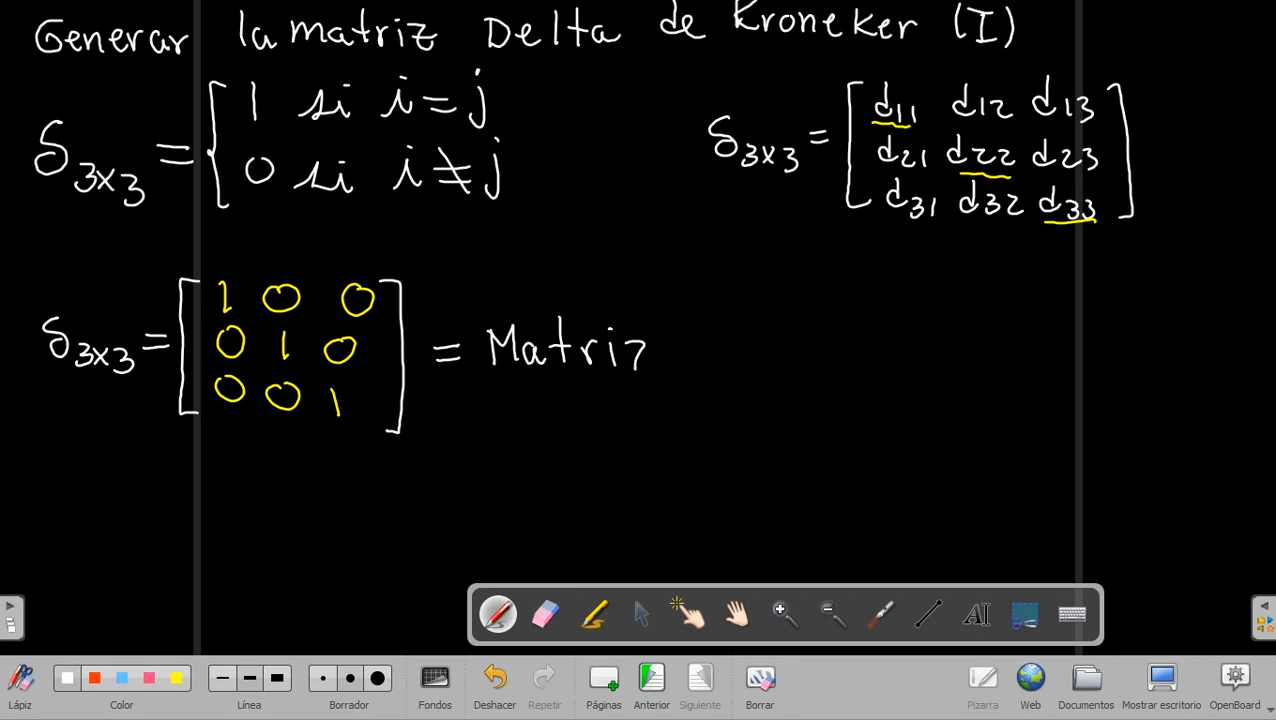 Generar la matriz Delta de Kroneker (I)
δ3x3 = { 1 si i = j
0 si i ≠ j
δ3x3 = [ d11 d12 d13
d21 d22 d23
d31 d32 d33 ]
δ3x3 = [ 1 0 0
0 1 0
0 0 1 ] = Matriz
AI
Lápiz
Color
Línea
Borrador
Fondos
Deshacer
Repetir
Páginas
Anterior
Siguiente
Borrar
Pizarra
Web
Documentos
Mostrar escritorio
OpenBoard